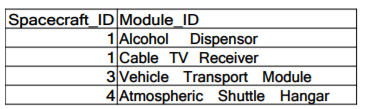 Spacecraft_ID Module_ID
1 Alcohol Dispensor
1 Cable TV Receiver
3 Vehicle Transport Module
4 Atmospheric Shuttle Hangar